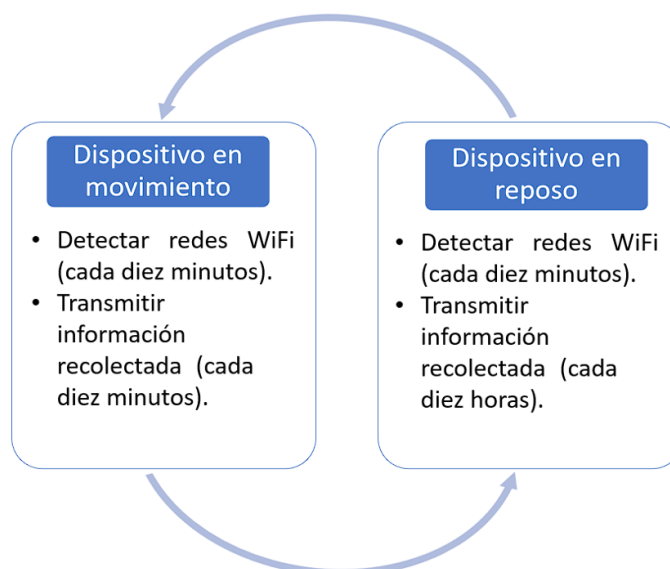 Dispositivo en
movimiento
• Detectar redes WiFi
(cada diez minutos).
• Transmitir
información
recolectada (cada
diez minutos).
Dispositivo en
reposo
• Detectar redes WiFi
(cada diez minutos).
• Transmitir
información
recolectada (cada
diez horas).